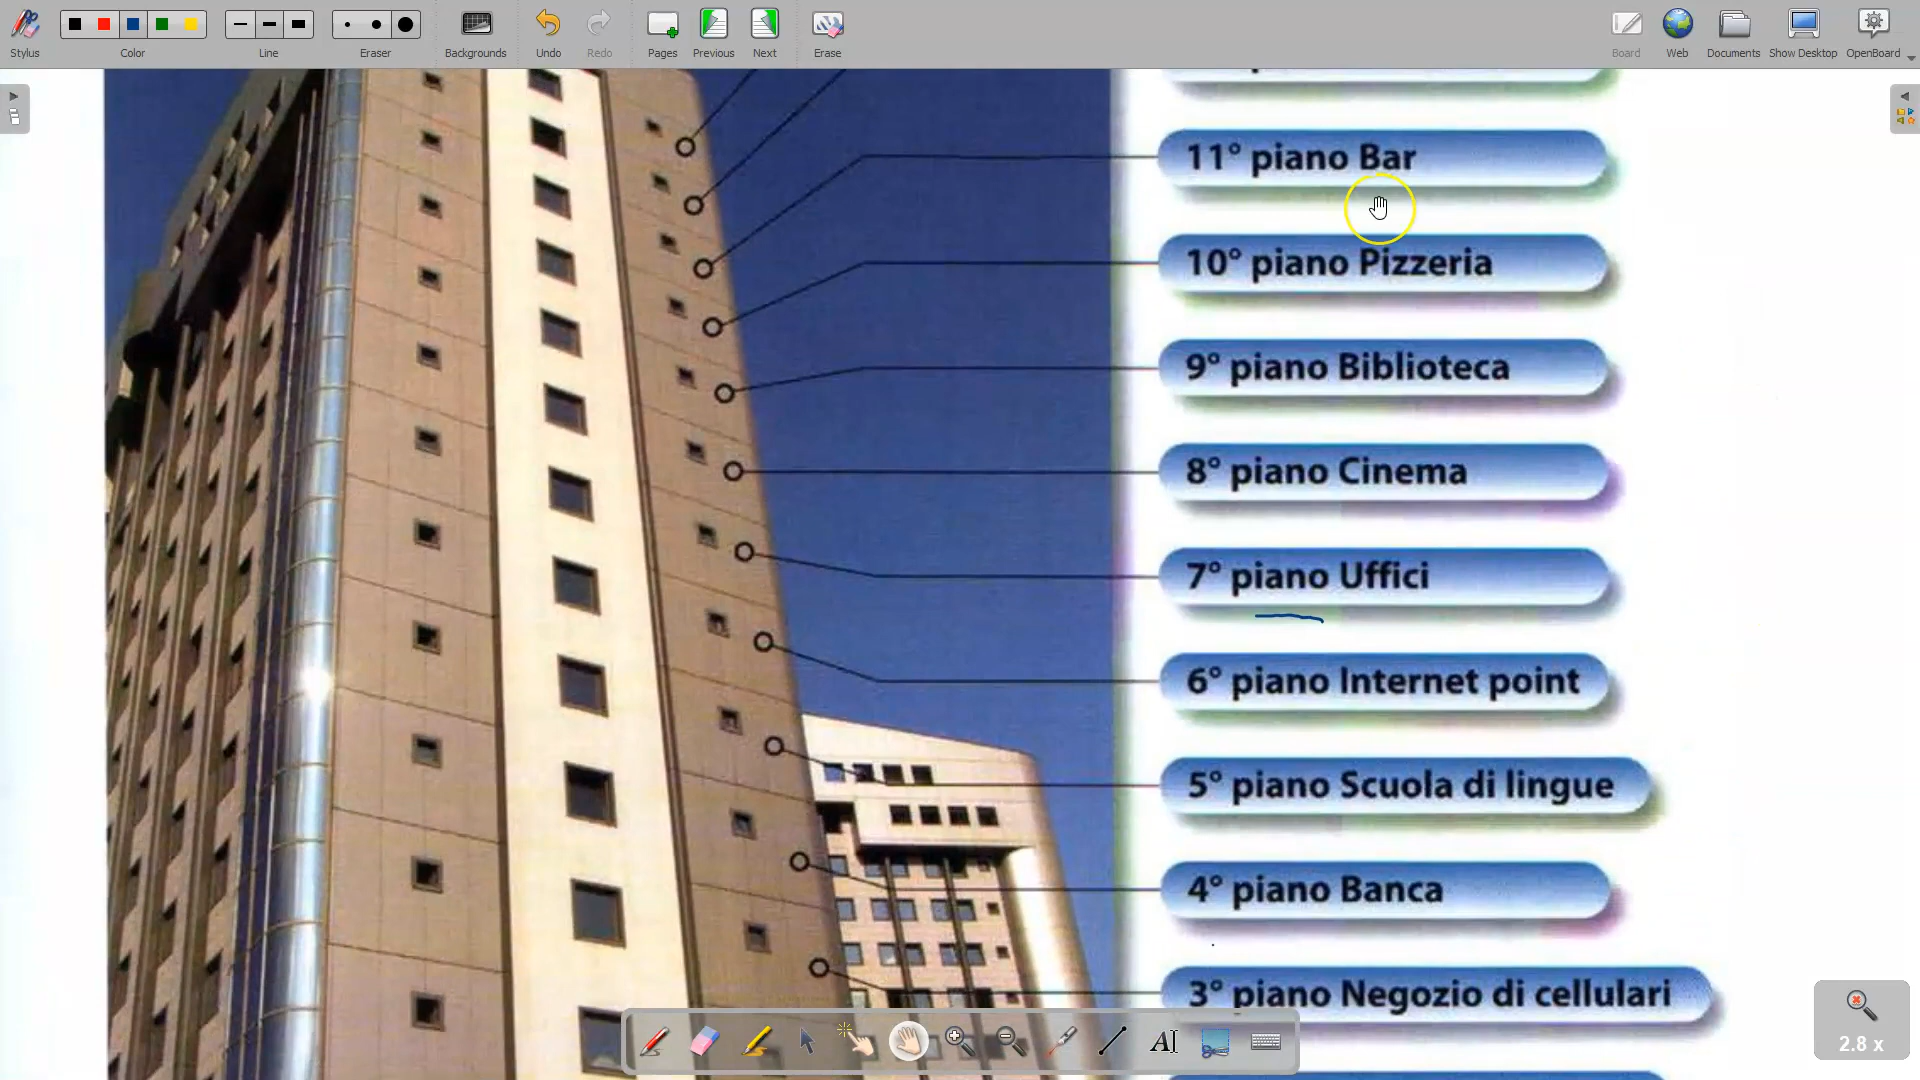 Stylus
Color
Line
Eraser
Backgrounds
Undo
Redo
Pages
Previous
Next
Erase
Board
Web
Documents
Show Desktop
OpenBoard
11° piano Bar
10° piano Pizzeria
9° piano Biblioteca
8° piano Cinema
7° piano Uffici
6° piano Internet point
5° piano Scuola di lingue
4° piano Banca
3° piano Negozio di cellulari
2.8 x